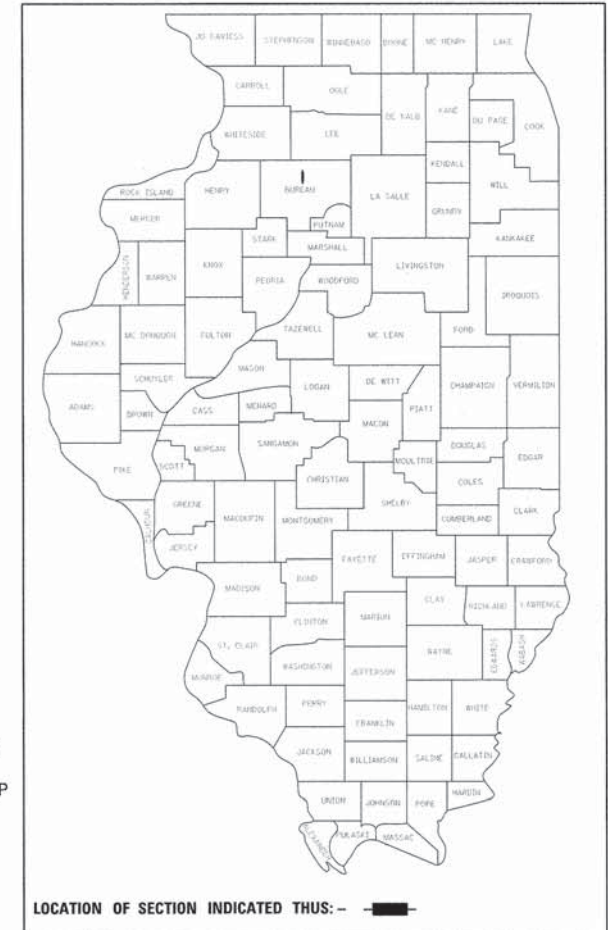 JO DAVIESS STEPHENSON WINNEBAGO BOONE MC HENRY LAKE
CARROLL OGLE KANE
DE KALB DU PAGE COOK
WHITESIDE LEE
KENDALL WILL
ROCK ISLAND HENRY BUREAU LA SALLE GRUNDY
MERCER PUTNAM KANKAKEE
STARK MARSHALL
HENDERSON WARREN KNOX PEORIA WOODFORD LIVINGSTON IROQUOIS
HANCOCK MC DONOUGH FULTON TAZEWELL MC LEAN FORD
SCHUYLER MASON LOGAN DE WITT CHAMPAIGN VERMILION
ADAMS BROWN CASS MENARD MACON PIATT
PIKE SCOTT MORGAN SANGAMON MOULTRIE DOUGLAS EDGAR
CHRISTIAN COLES
CALHOUN GREENE MACOUPIN MONTGOMERY SHELBY CUMBERLAND CLARK
JERSEY
FAYETTE EFFINGHAM JASPER CRAWFORD
MADISON BOND
CLAY RICHLAND LAWRENCE
CLINTON MARION
ST. CLAIR WAYNE EDWARDS WABASH
MONROE WASHINGTON JEFFERSON
RANDOLPH PERRY HAMILTON WHITE
FRANKLIN
JACKSON WILLIAMSON SALINE GALLATIN
UNION JOHNSON POPE HARDIN
ALEXANDER PULASKI MASSAC
P
LOCATION OF SECTION INDICATED THUS: -